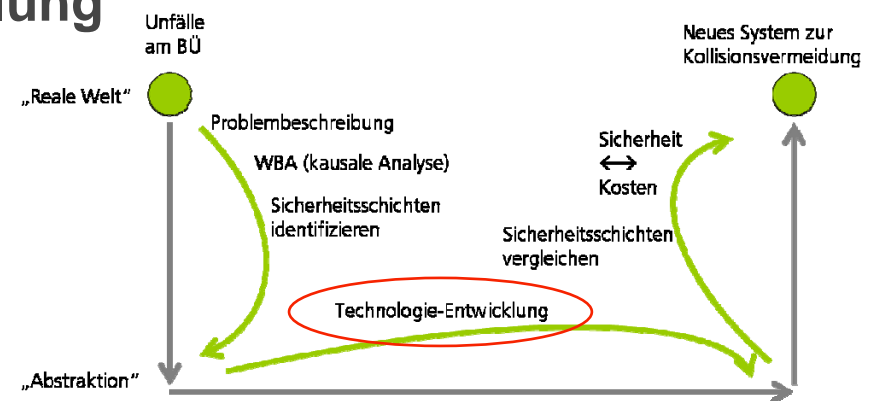 Unfälle
am BÜ
Neues System zur
Kollisionsvermeidung
„Reale Welt“
Problembeschreibung
WBA (kausale Analyse)
Sicherheitsschichten
identifizieren
Sicherheit
↔
Kosten
Sicherheitsschichten
vergleichen
Technologie-Entwicklung
„Abstraktion“